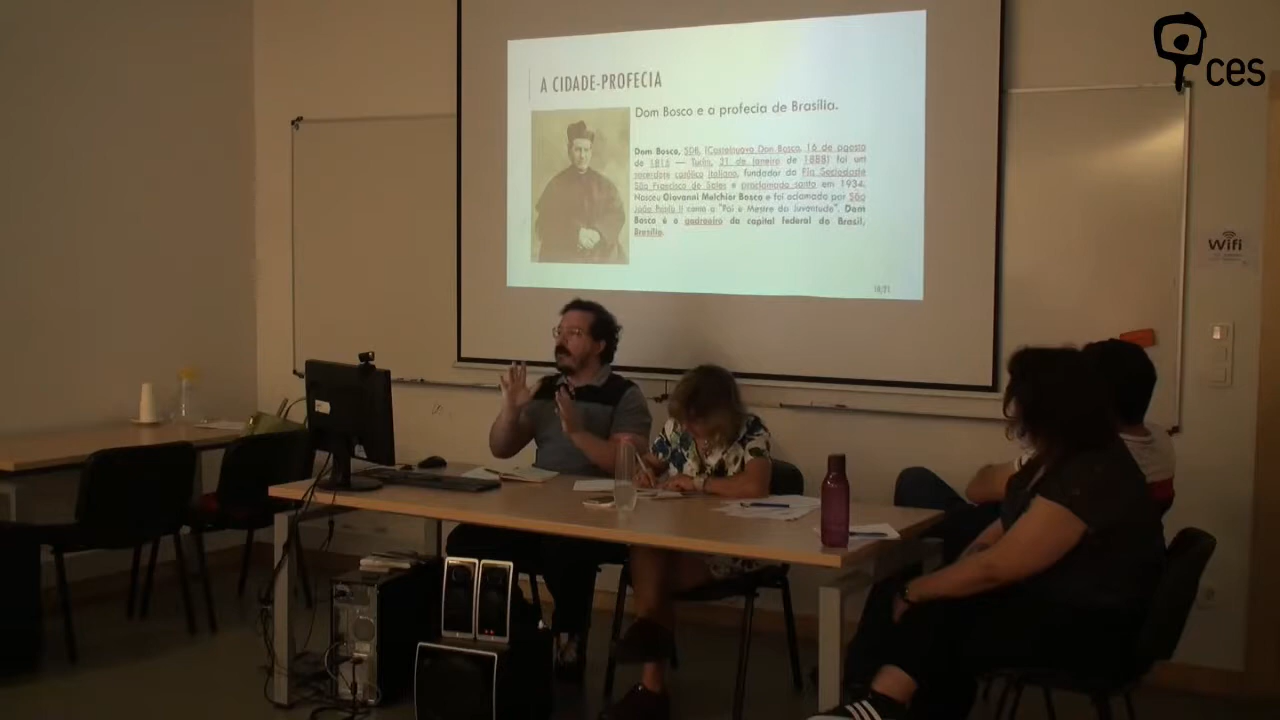 ces
A CIDADE-PROFECIA
Dom Bosco e a profecia de Brasília.
Dom Bosco, SDB, (Castelnuovo Don Bosco, 16 de agosto
de 1815 — Turim, 31 de janeiro de 1888) foi um
sacerdote católico italiano, fundador da Pia Sociedade
São Francisco de Sales e proclamado santo em 1934.
Nasceu Giovanni Melchior Bosco e foi aclamado por São
João Paulo II como o "Pai e Mestre da Juventude". Dom
Bosco é o padroeiro da capital federal do Brasil,
Brasília.
18/21
Wifi